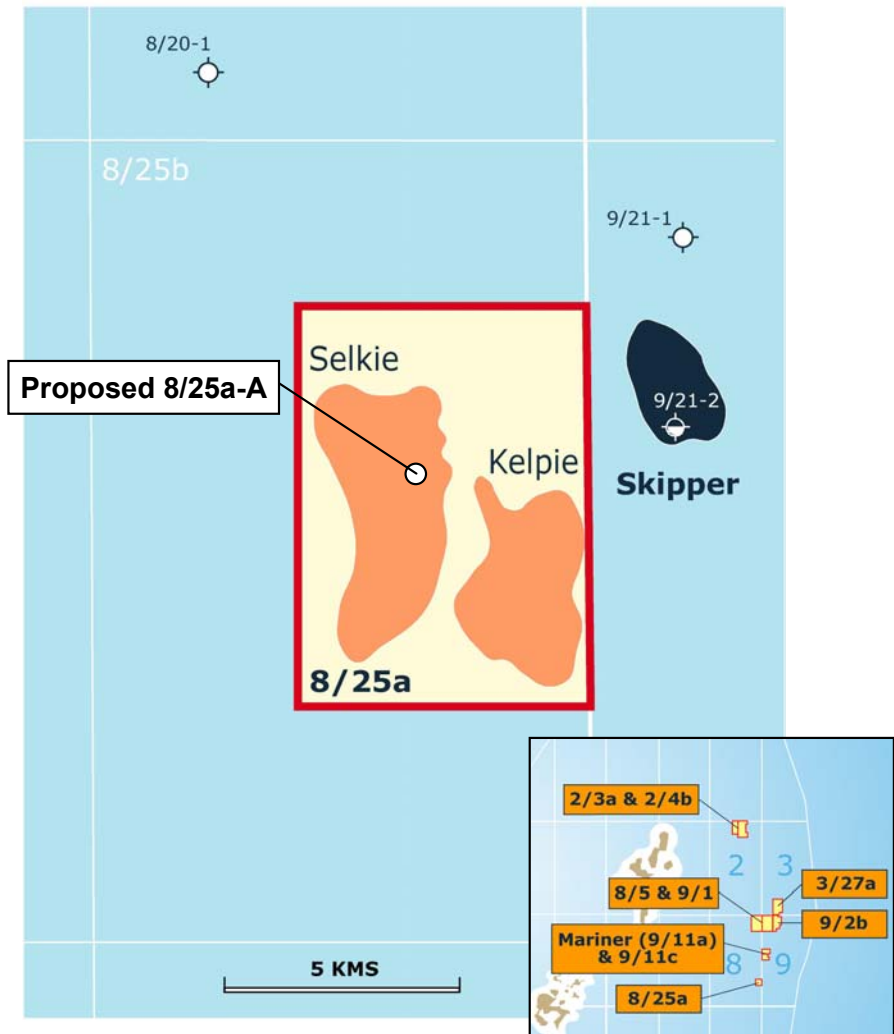 8/20-1
8/25b
9/21-1
Selkie
Proposed 8/25a-A
9/21-2
Kelpie
Skipper
8/25a
5 KMS
2/3a & 2/4b
2
3
3/27a
8/5 & 9/1
9/2b
Mariner (9/11a)
& 9/11c
8
9
8/25a